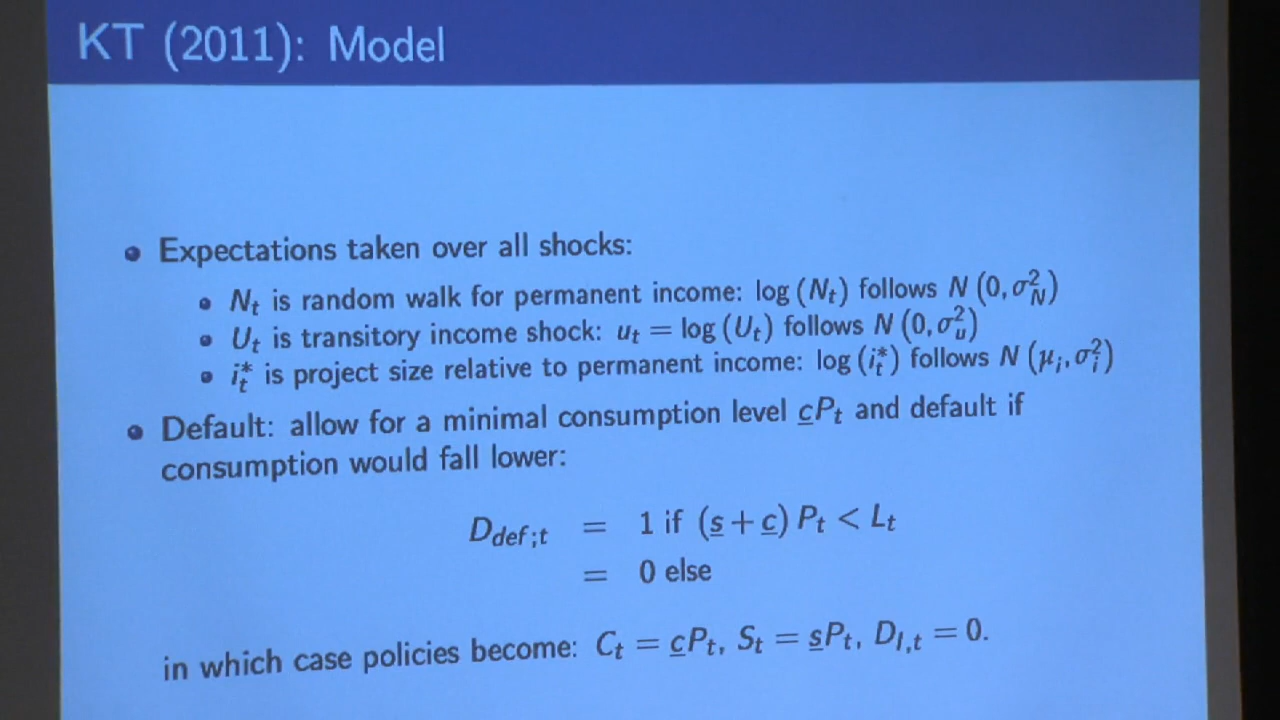 KT (2011): Model
Expectations taken over all shocks:
N_t is random walk for permanent income: log (N_t) follows N (0, σ_N^2)
U_t is transitory income shock: u_t = log (U_t) follows N (0, σ_u^2)
i_t^* is project size relative to permanent income: log (i_t^*) follows N (μ_i, σ_i^2)
Default: allow for a minimal consumption level c̲P_t and default if
consumption would fall lower:
D_{def;t} = 1 if (s̲ + c̲) P_t < L_t
= 0 else
in which case policies become: C_t = c̲P_t, S_t = s̲P_t, D_{I,t} = 0.